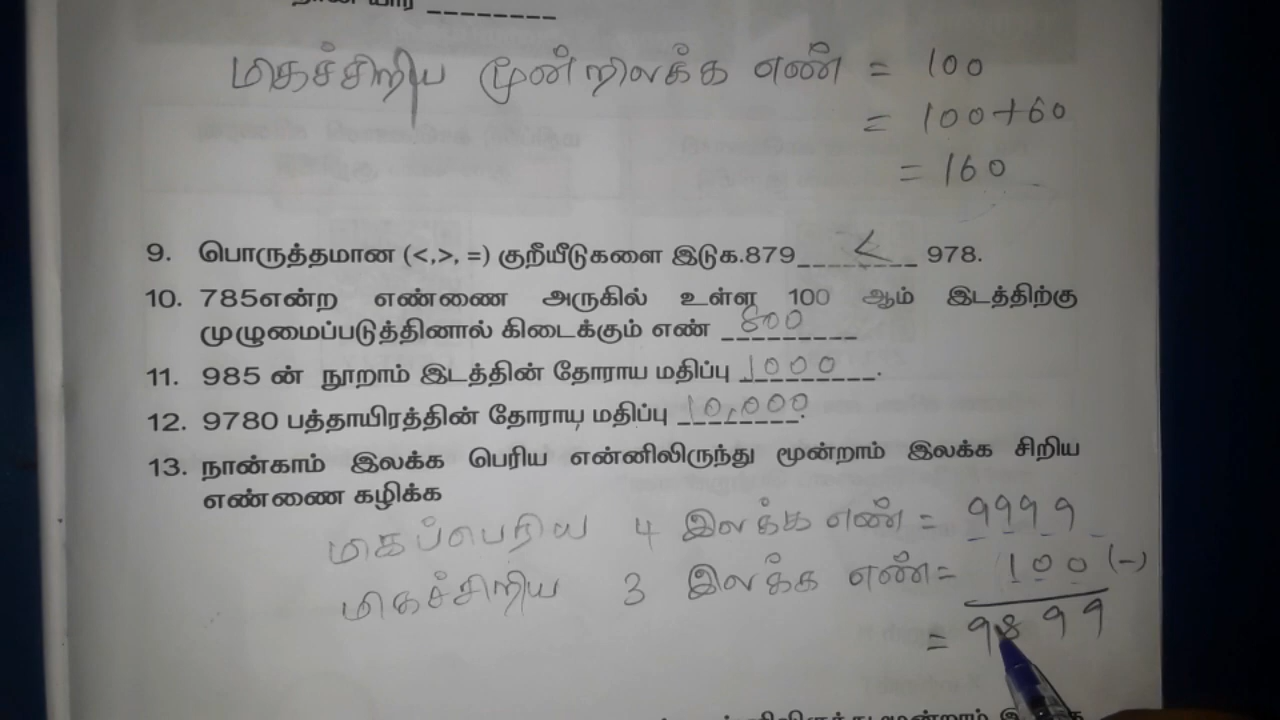 மிகச்சிறிய மூன்றிலக்க எண் = 100
= 100+60
= 160
9. பொருத்தமான (<,>, =) குறீயீடுகளை இடுக.879____<____ 978.
10. 785என்ற எண்ணை அருகில் உள்ள 100 ஆம் இடத்திற்கு
முழுமைப்படுத்தினால் கிடைக்கும் எண் 800
11. 985 ன் நூறாம் இடத்தின் தோராய மதிப்பு 1000.
12. 9780 பத்தாயிரத்தின் தோராய மதிப்பு 10,000.
13. நான்காம் இலக்க பெரிய என்னிலிருந்து மூன்றாம் இலக்க சிறிய
எண்ணை கழிக்க
மிகப்பெரிய 4 இலக்க எண் = 9999
மிகச்சிறிய 3 இலக்க எண்= 100 (-)
= 9899